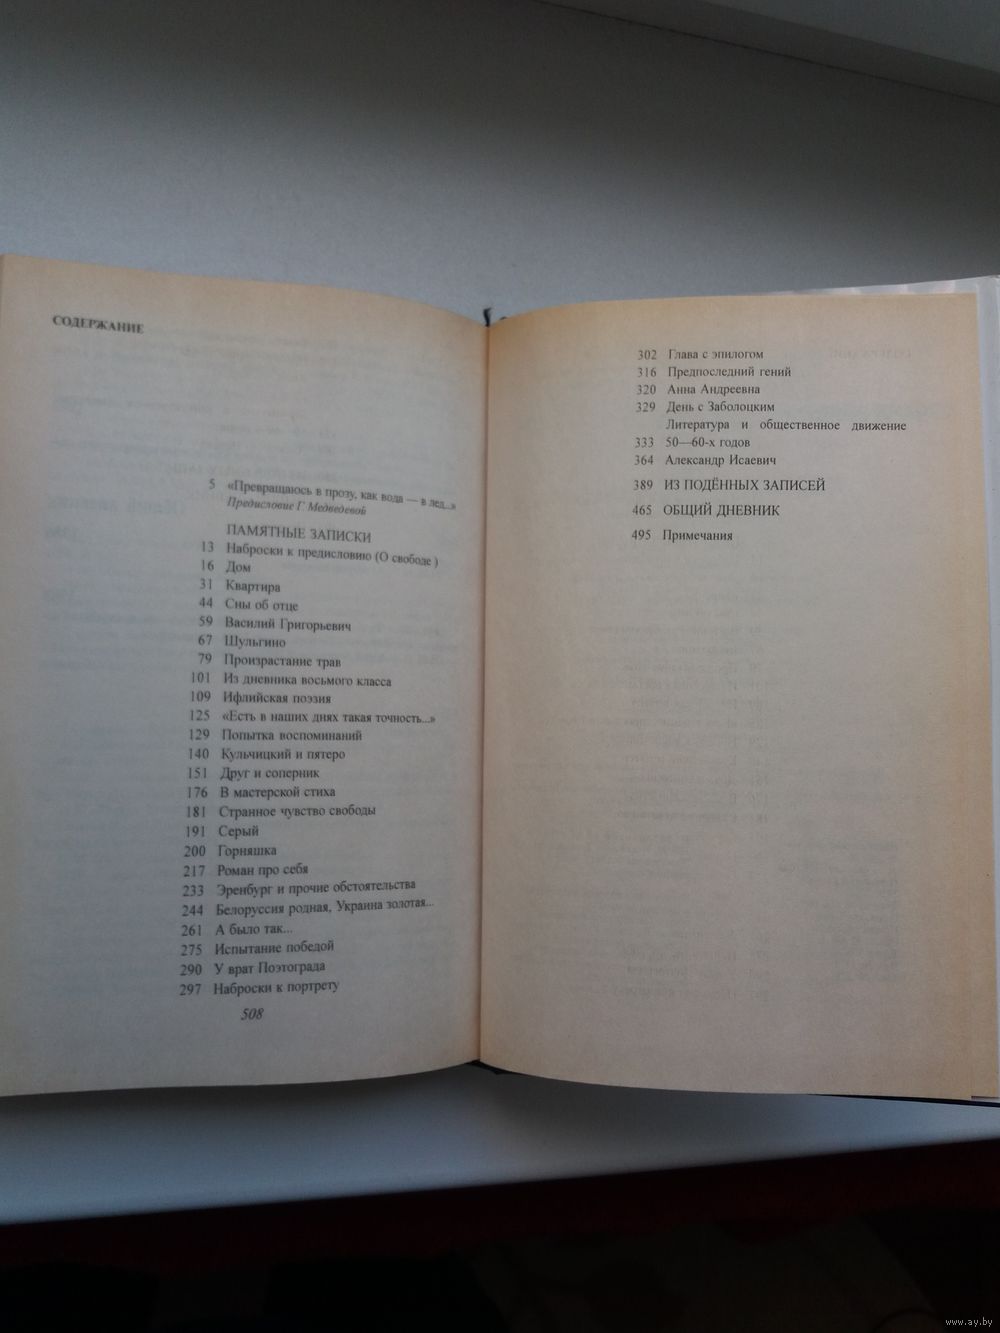 СОДЕРЖАНИЕ
5 «Превращаюсь в прозу, как вода — в лед...»
Предисловие Г. Медведевой
ПАМЯТНЫЕ ЗАПИСКИ
13 Наброски к предисловию (О свободе )
16 Дом
31 Квартира
44 Сны об отце
59 Василий Григорьевич
67 Шульгино
79 Произрастание трав
101 Из дневника восьмого класса
109 Ифлийская поэзия
125 «Есть в наших днях такая точность...»
129 Попытка воспоминаний
140 Кульчицкий и пятеро
151 Друг и соперник
176 В мастерской стиха
181 Странное чувство свободы
191 Серый
200 Горняшка
217 Роман про себя
233 Эренбург и прочие обстоятельства
244 Белоруссия родная, Украина золотая...
261 А было так...
275 Испытание победой
290 У врат Поэтограда
297 Наброски к портрету
508
302 Глава с эпилогом
316 Предпоследний гений
320 Анна Андреевна
329 День с Заболоцким
Литература и общественное движение
333 50—60-х годов
364 Александр Исаевич
389 ИЗ ПОДЁННЫХ ЗАПИСЕЙ
465 ОБЩИЙ ДНЕВНИК
495 Примечания
www.ay.by